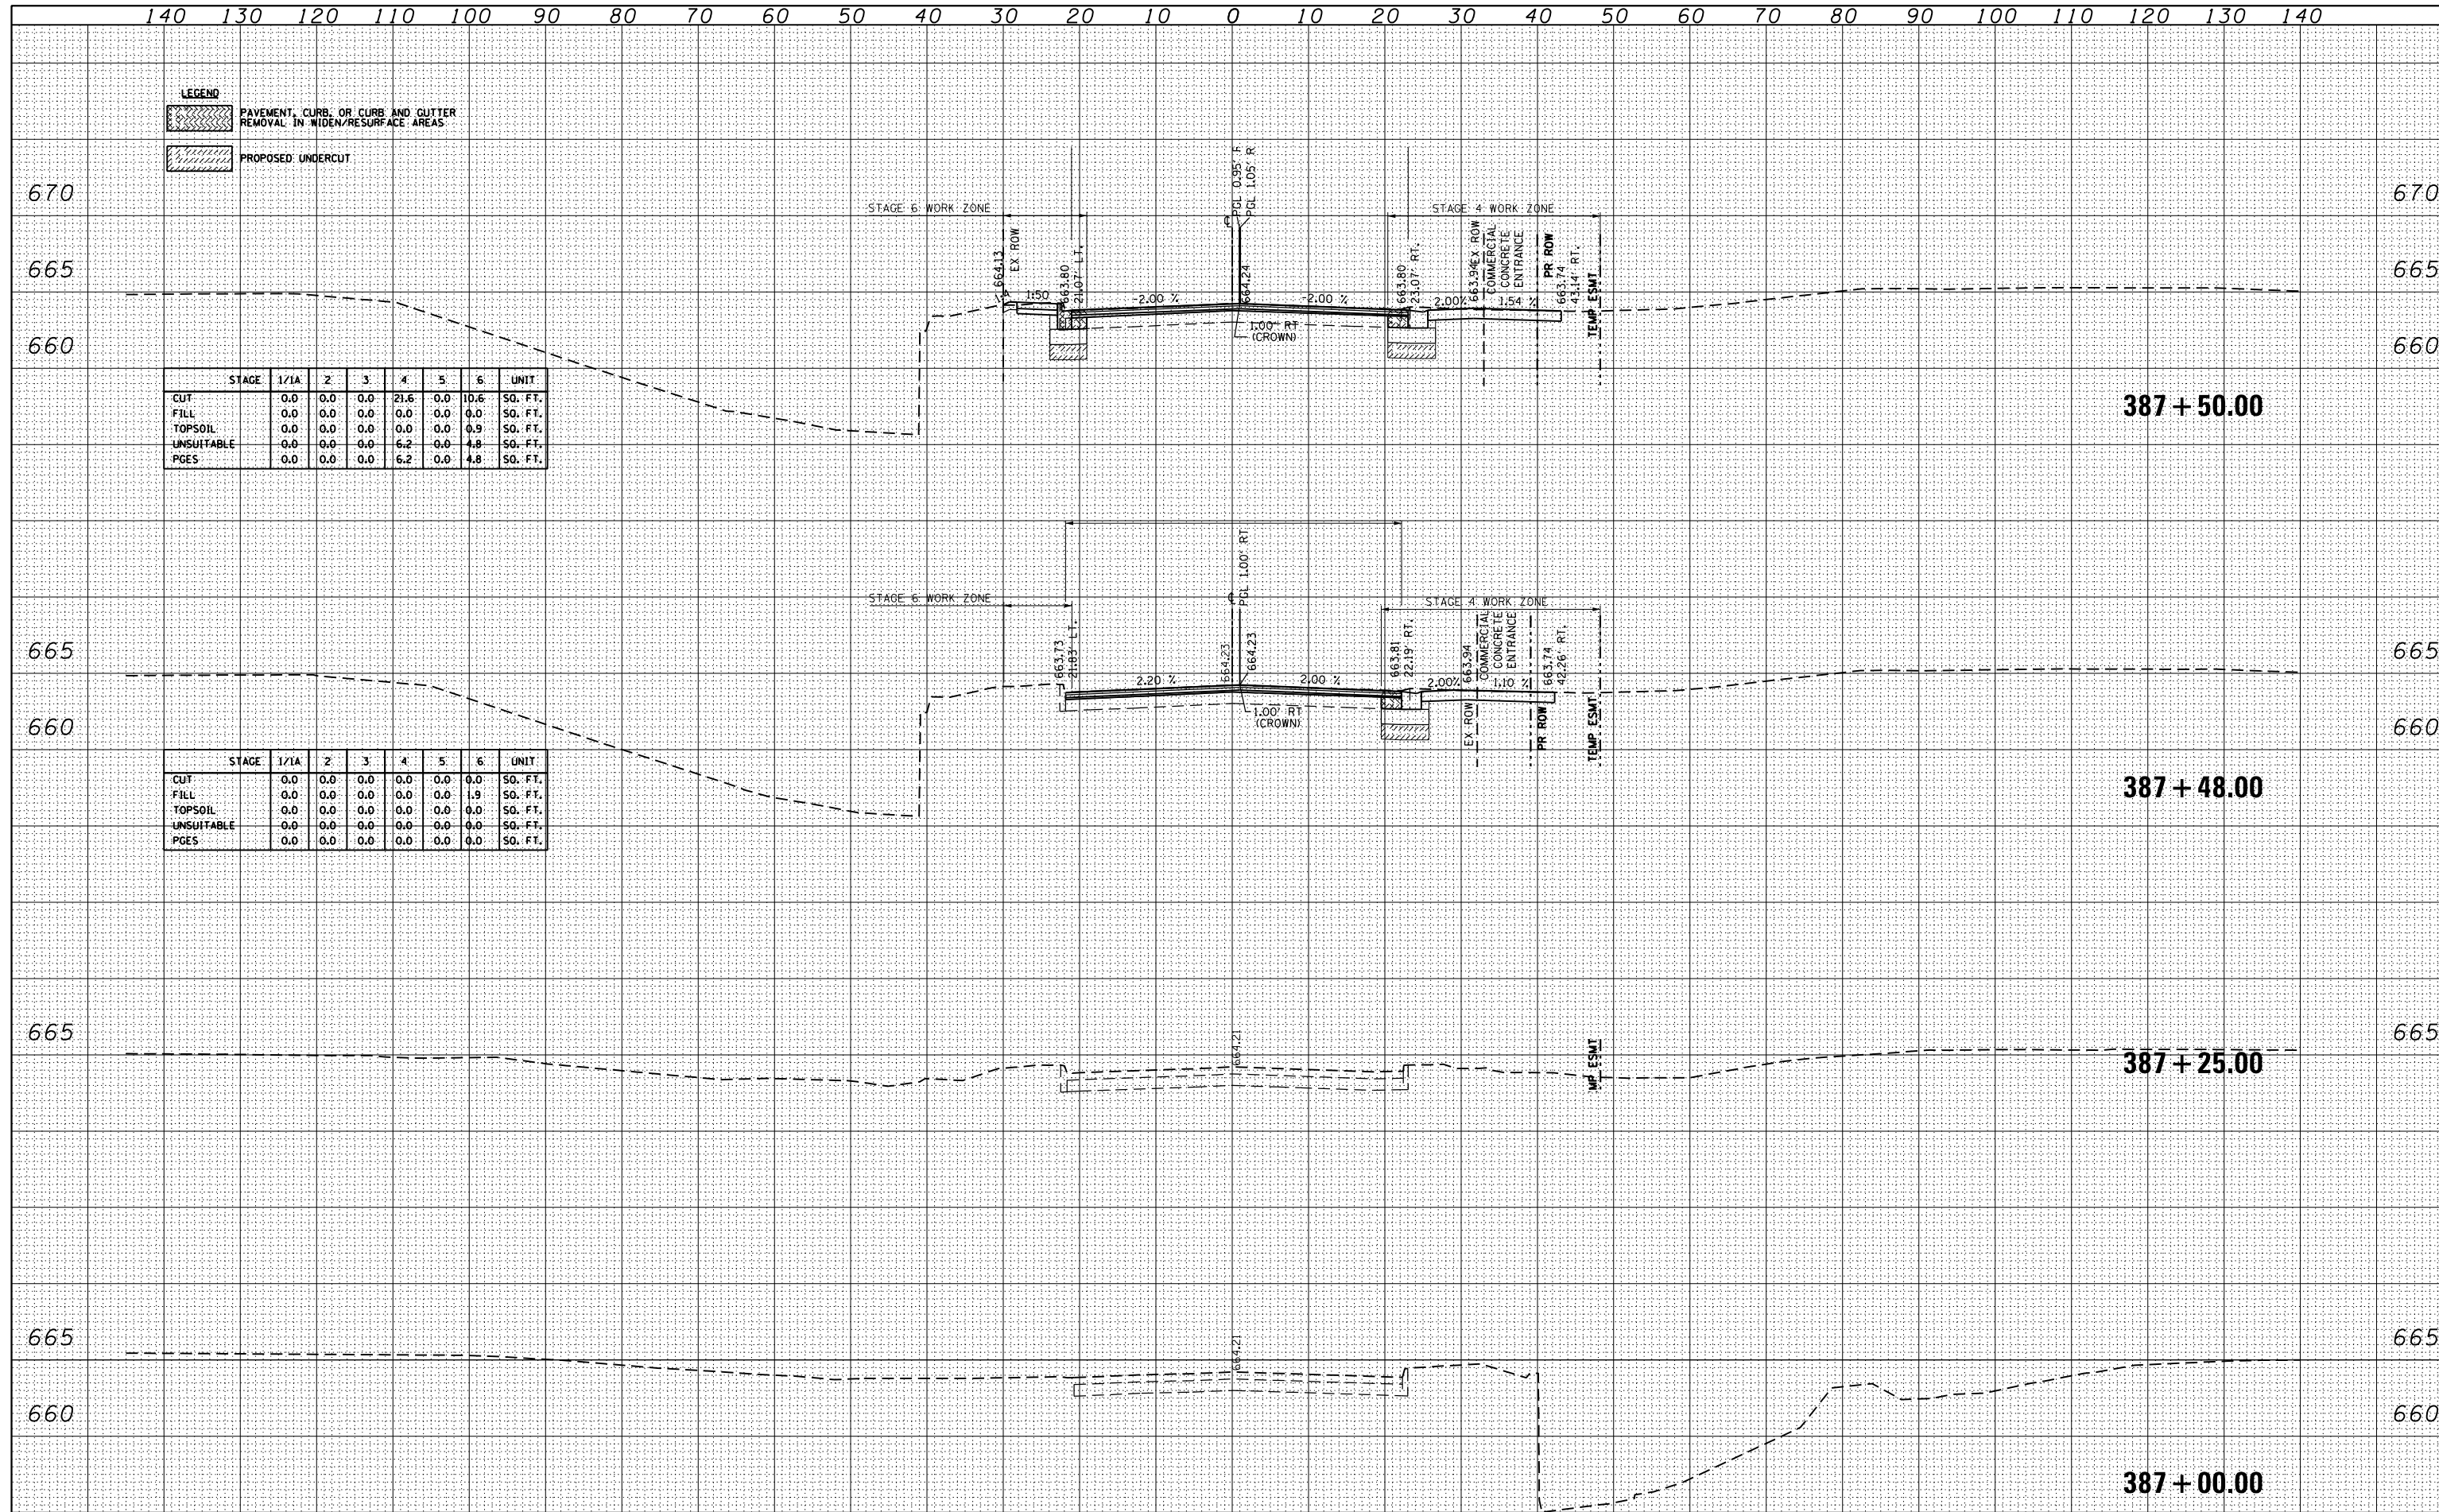 140 130 120 110 100 90 80 70 60 50 40 30 20 10 0 10 20 30 40 50 60 70 80 90 100 110 120 130 140
LEGEND
PAVEMENT, CURB, OR CURB AND GUTTER
REMOVAL IN WIDEN/RESURFACE AREAS
PROPOSED UNDERCUT
670 670
665 665
660 660
STAGE 6 WORK ZONE
STAGE 4 WORK ZONE
664.13
EX ROW
663.80
21.07' LT.
℄
PGL 0.95'
PGL 1.05' R
664.24
663.80
23.07' RT.
663.94
EX ROW
COMMERCIAL
CONCRETE
ENTRANCE
PR ROW
663.74
43.14' RT.
TEMP ESMT
1:4
1:50
-2.00 %
-2.00 %
2.00%
1.54 %
1.00' RT
(CROWN)
387+50.00
STAGE 1/1A 2 3 4 5 6 UNIT
CUT 0.0 0.0 0.0 21.6 0.0 10.6 SQ. FT.
FILL 0.0 0.0 0.0 0.0 0.0 0.0 SQ. FT.
TOPSOIL 0.0 0.0 0.0 0.0 0.0 0.9 SQ. FT.
UNSUITABLE 0.0 0.0 0.0 6.2 0.0 4.8 SQ. FT.
PGES 0.0 0.0 0.0 6.2 0.0 4.8 SQ. FT.
STAGE 6 WORK ZONE
STAGE 4 WORK ZONE
665 665
660 660
663.73
21.83' LT.
664.23
℄
PGL 1.00' RT
664.23
663.81
22.19' RT.
663.94
EX ROW
COMMERCIAL
CONCRETE
ENTRANCE
PR ROW
663.74
42.26' RT.
TEMP ESMT
2.20 %
2.00 %
2.00%
1.10 %
1.00' RT
(CROWN)
387+48.00
STAGE 1/1A 2 3 4 5 6 UNIT
CUT 0.0 0.0 0.0 0.0 0.0 0.0 SQ. FT.
FILL 0.0 0.0 0.0 0.0 0.0 1.9 SQ. FT.
TOPSOIL 0.0 0.0 0.0 0.0 0.0 0.0 SQ. FT.
UNSUITABLE 0.0 0.0 0.0 0.0 0.0 0.0 SQ. FT.
PGES 0.0 0.0 0.0 0.0 0.0 0.0 SQ. FT.
665 665
664.21
MP ESMT
387+25.00
665 665
664.21
660 660
387+00.00